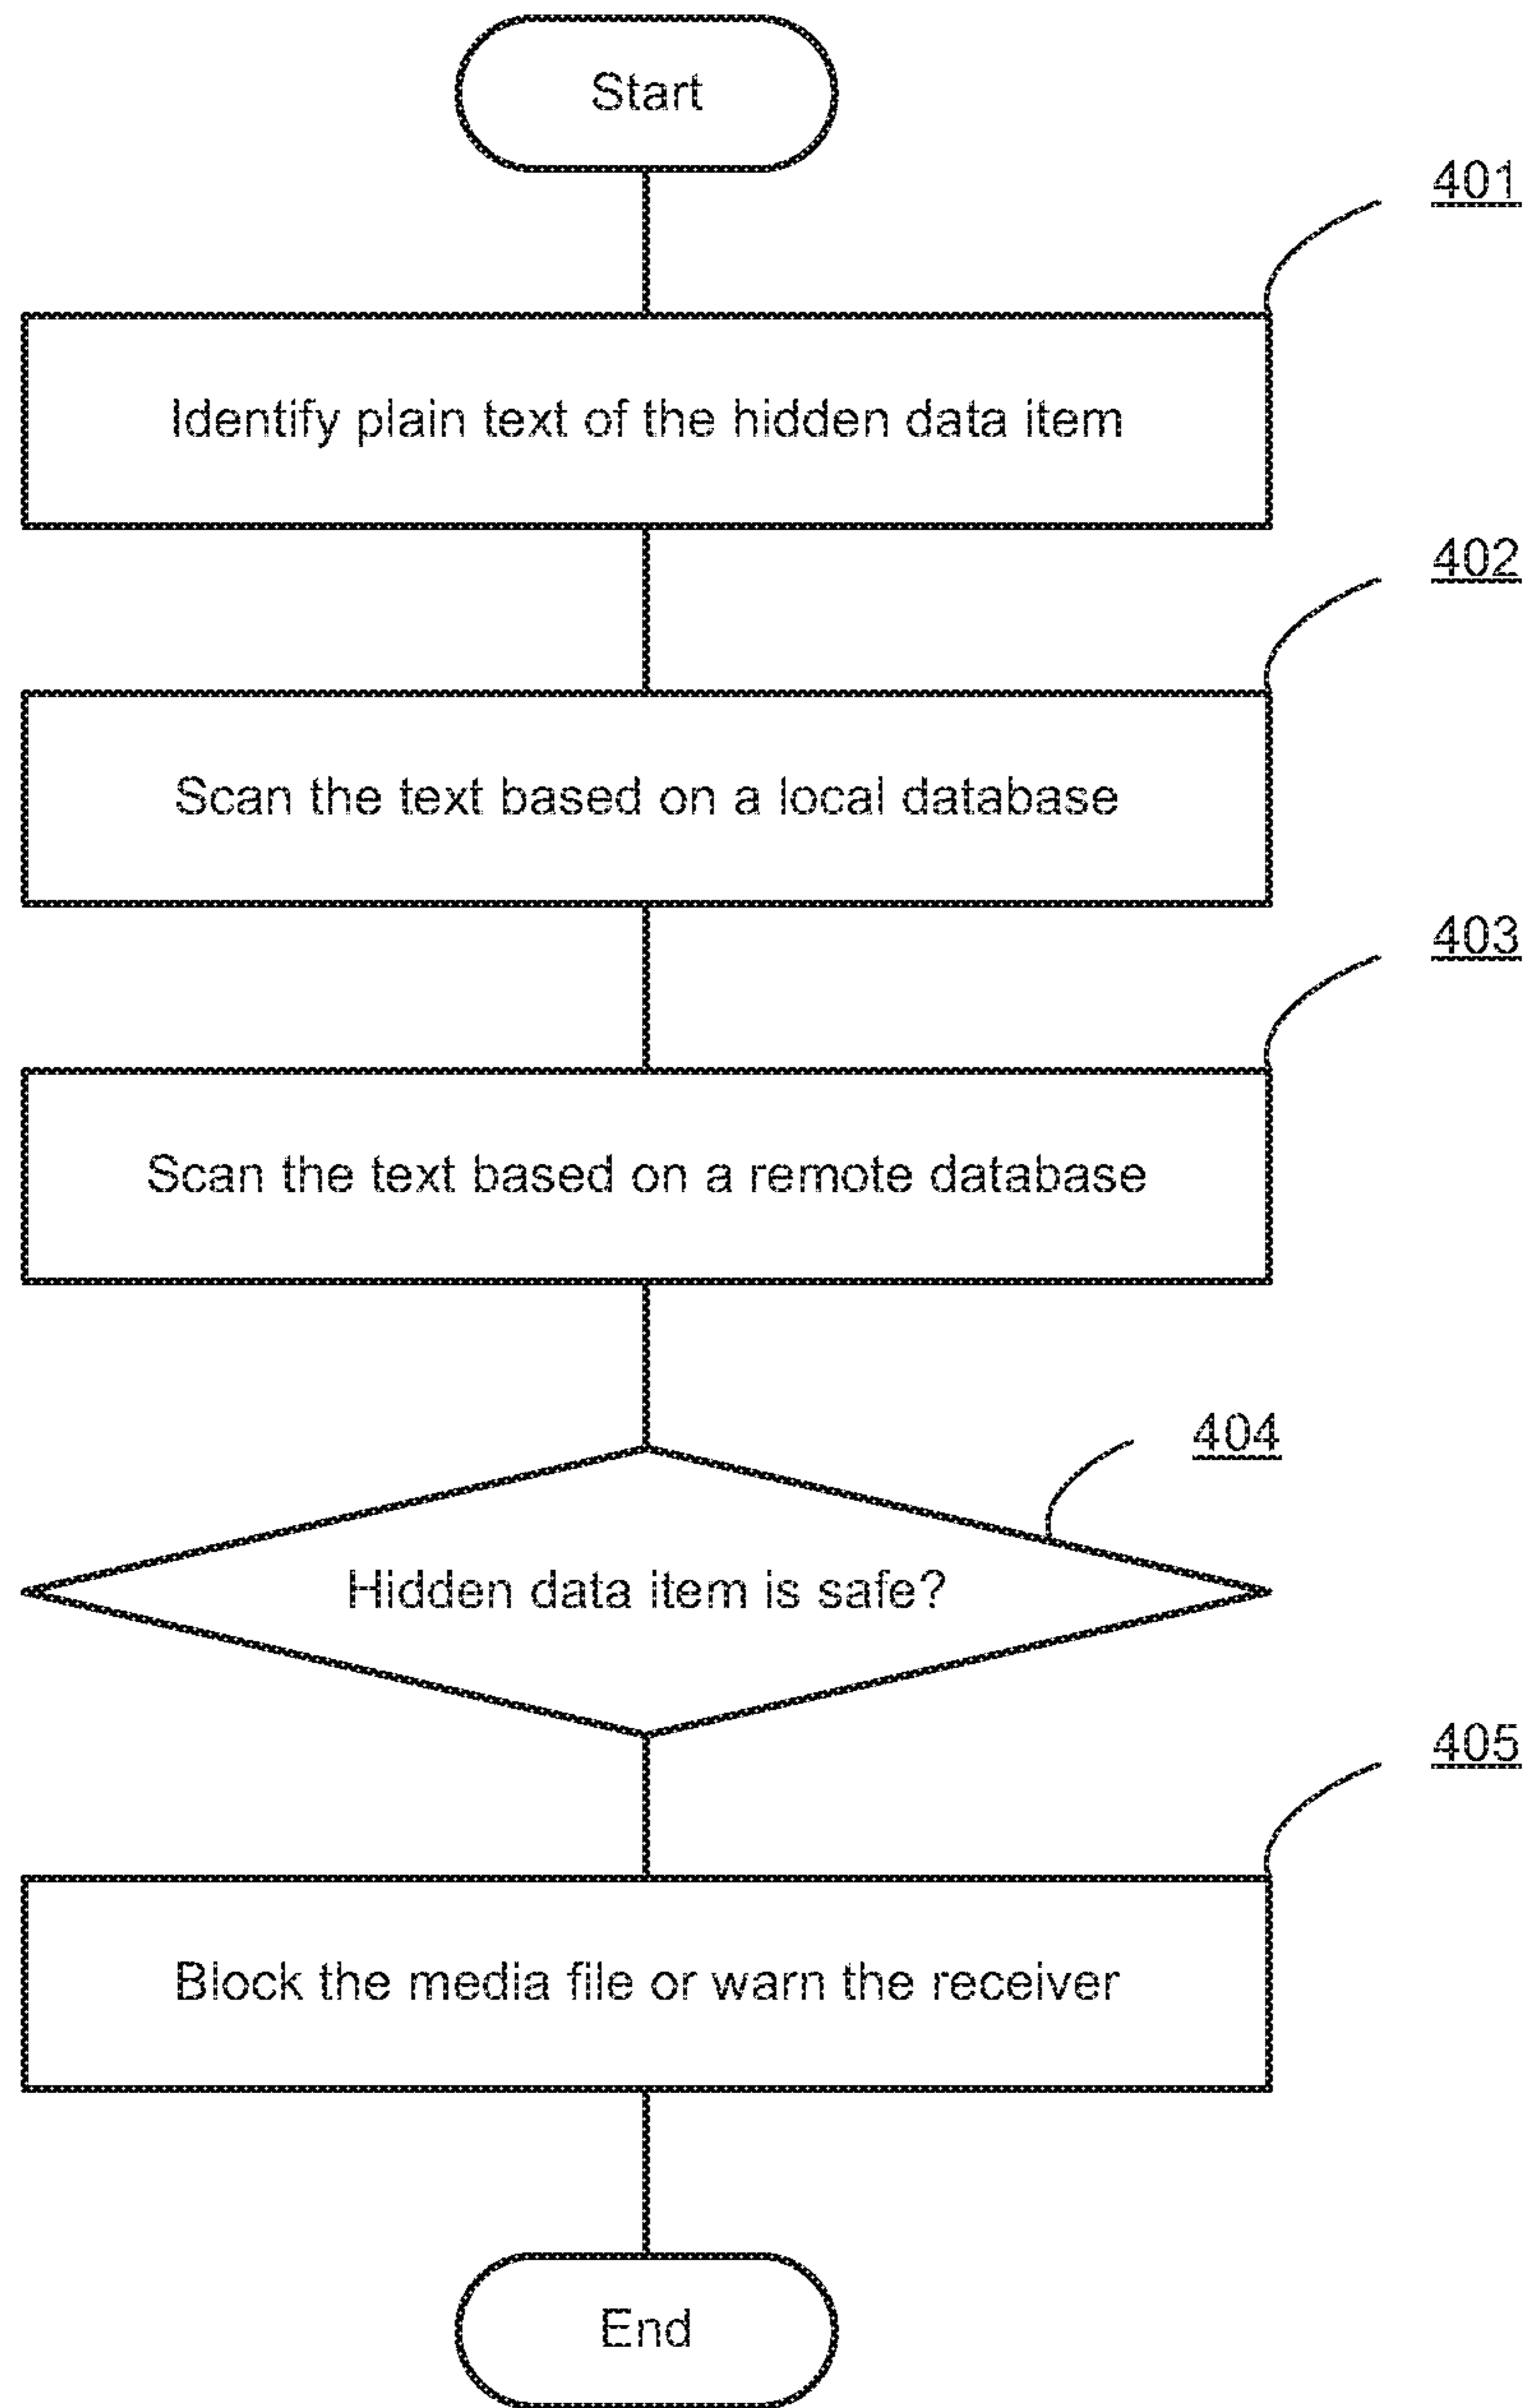 Start
401
Identify plain text of the hidden data item
402
Scan the text based on a local database
403
Scan the text based on a remote database
404
Hidden data item is safe?
405
Block the media file or warn the receiver
End